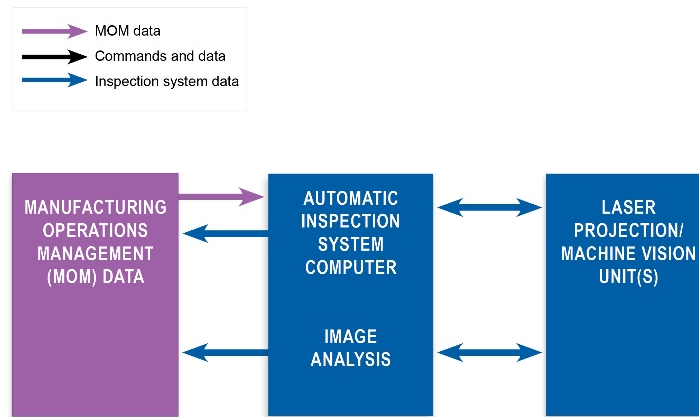 MOM data
Commands and data
Inspection system data
MANUFACTURING
OPERATIONS
MANAGEMENT
(MOM) DATA
AUTOMATIC
INSPECTION
SYSTEM
COMPUTER
IMAGE
ANALYSIS
LASER
PROJECTION/
MACHINE VISION
UNIT(S)